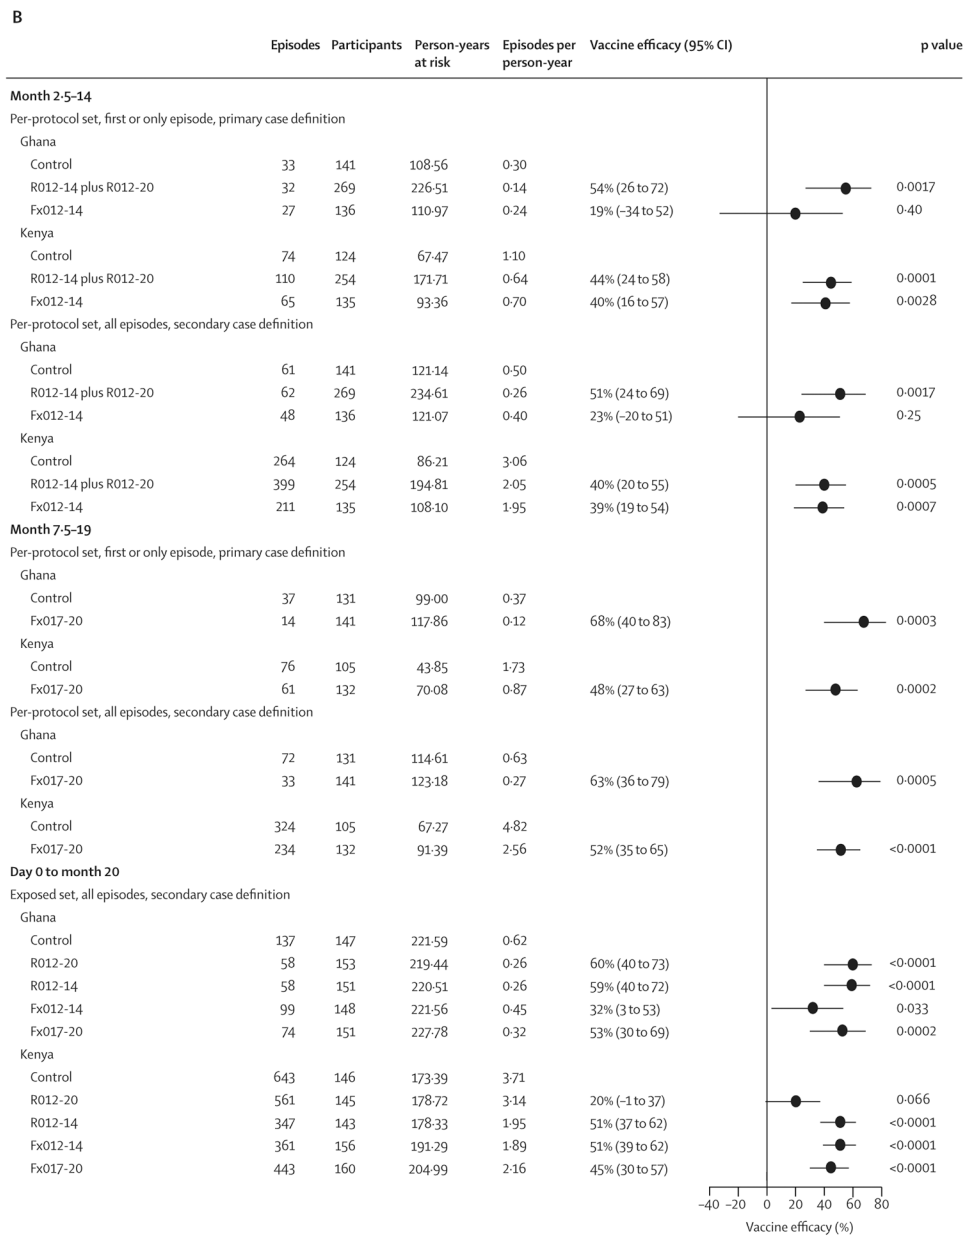 B
Episodes Participants Person-years at risk Episodes per person-year Vaccine efficacy (95% CI) p value
Month 2·5–14
Per-protocol set, first or only episode, primary case definition
Ghana
Control 33 141 108·56 0·30
R012-14 plus R012-20 32 269 226·51 0·14 54% (26 to 72) 0·0017
Fx012-14 27 136 110·97 0·24 19% (–34 to 52) 0·40
Kenya
Control 74 124 67·47 1·10
R012-14 plus R012-20 110 254 171·71 0·64 44% (24 to 58) 0·0001
Fx012-14 65 135 93·36 0·70 40% (16 to 57) 0·0028
Per-protocol set, all episodes, secondary case definition
Ghana
Control 61 141 121·14 0·50
R012-14 plus R012-20 62 269 234·61 0·26 51% (24 to 69) 0·0017
Fx012-14 48 136 121·07 0·40 23% (–20 to 51) 0·25
Kenya
Control 264 124 86·21 3·06
R012-14 plus R012-20 399 254 194·81 2·05 40% (20 to 55) 0·0005
Fx012-14 211 135 108·10 1·95 39% (19 to 54) 0·0007
Month 7·5–19
Per-protocol set, first or only episode, primary case definition
Ghana
Control 37 131 99·00 0·37
Fx017-20 14 141 117·86 0·12 68% (40 to 83) 0·0003
Kenya
Control 76 105 43·85 1·73
Fx017-20 61 132 70·08 0·87 48% (27 to 63) 0·0002
Per-protocol set, all episodes, secondary case definition
Ghana
Control 72 131 114·61 0·63
Fx017-20 33 141 123·18 0·27 63% (36 to 79) 0·0005
Kenya
Control 324 105 67·27 4·82
Fx017-20 234 132 91·39 2·56 52% (35 to 65) <0·0001
Day 0 to month 20
Exposed set, all episodes, secondary case definition
Ghana
Control 137 147 221·59 0·62
R012-20 58 153 219·44 0·26 60% (40 to 73) <0·0001
R012-14 58 151 220·51 0·26 59% (40 to 72) <0·0001
Fx012-14 99 148 221·56 0·45 32% (3 to 53) 0·033
Fx017-20 74 151 227·78 0·32 53% (30 to 69) 0·0002
Kenya
Control 643 146 173·39 3·71
R012-20 561 145 178·72 3·14 20% (–1 to 37) 0·066
R012-14 347 143 178·33 1·95 51% (37 to 62) <0·0001
Fx012-14 361 156 191·29 1·89 51% (39 to 62) <0·0001
Fx017-20 443 160 204·99 2·16 45% (30 to 57) <0·0001
–40 –20 0 20 40 60 80
Vaccine efficacy (%)